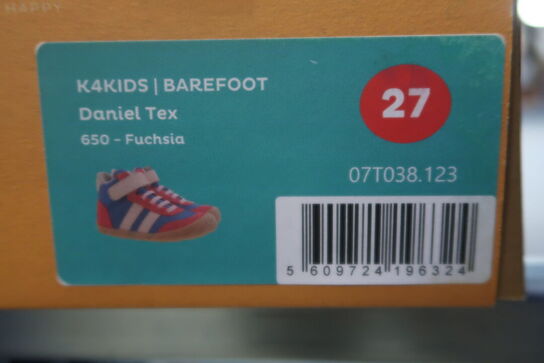 HAPPY
K4KIDS | BAREFOOT
Daniel Tex
650 - Fuchsia
27
07T038.123
5 609724 196324